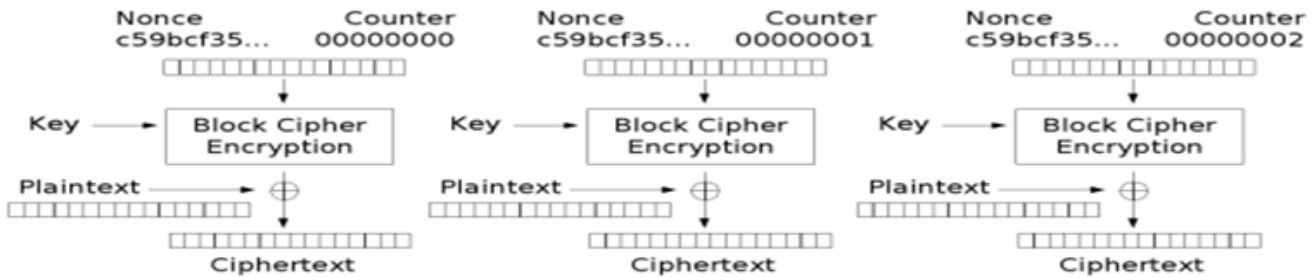 Nonce Counter Nonce Counter Nonce Counter
c59bcf35... 00000000 c59bcf35... 00000001 c59bcf35... 00000002
Key Block Cipher Encryption Key Block Cipher Encryption Key Block Cipher Encryption
Plaintext Plaintext Plaintext
Ciphertext Ciphertext Ciphertext